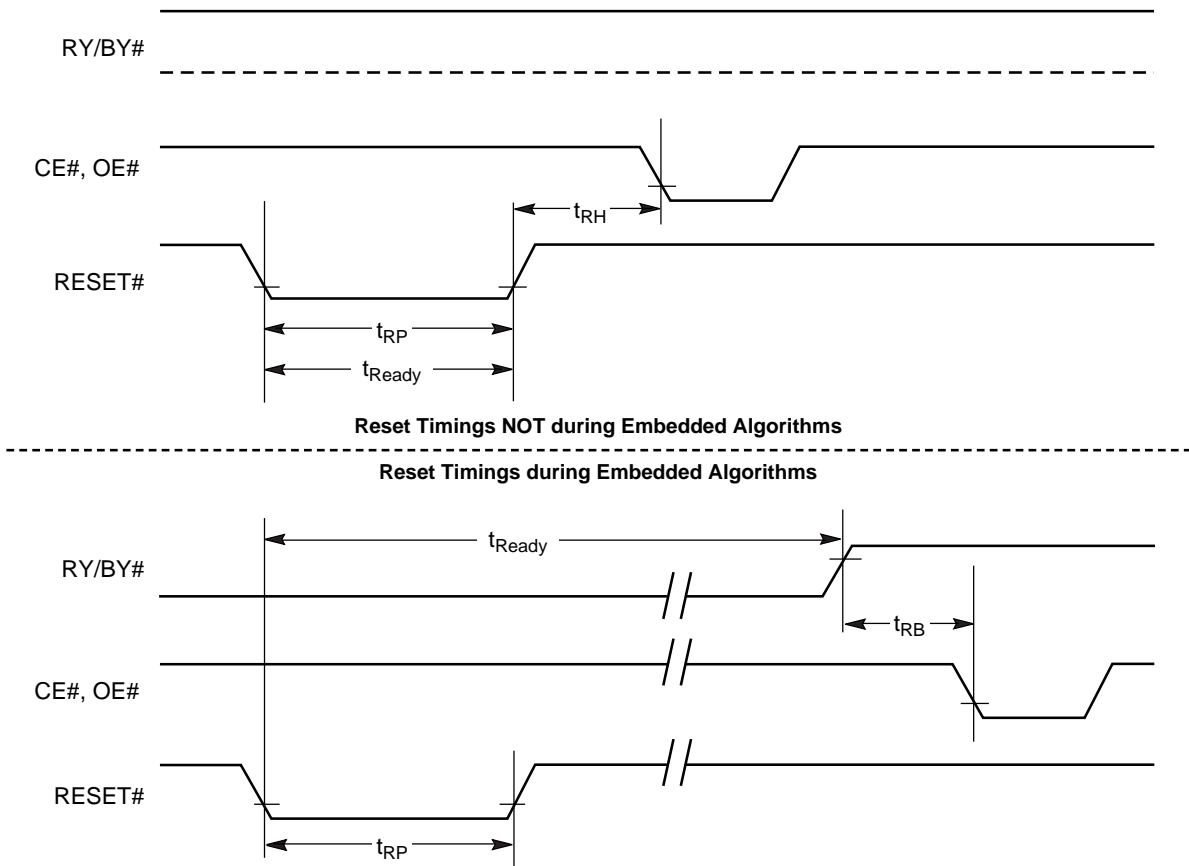 RY/BY#
CE#, OE#
tRH
RESET#
tRP
tReady
Reset Timings NOT during Embedded Algorithms
Reset Timings during Embedded Algorithms
tReady
RY/BY#
tRB
CE#, OE#
RESET#
tRP